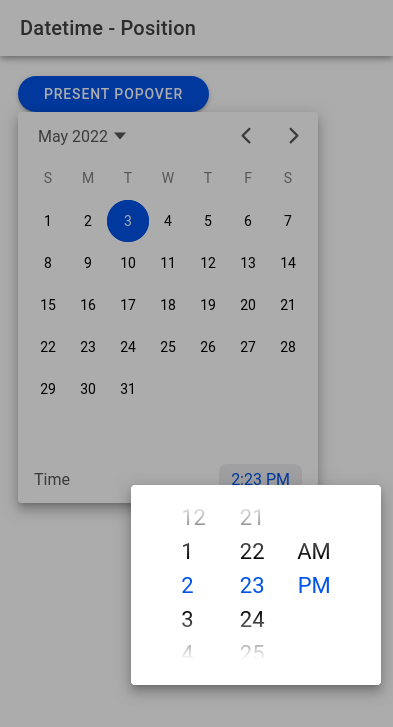 Datetime - Position
PRESENT POPOVER
May 2022
S M T W T F S
1 2 3 4 5 6 7
8 9 10 11 12 13 14
15 16 17 18 19 20 21
22 23 24 25 26 27 28
29 30 31
Time 2:23 PM
12 21
1 22 AM
2 23 PM
3 24
4 25